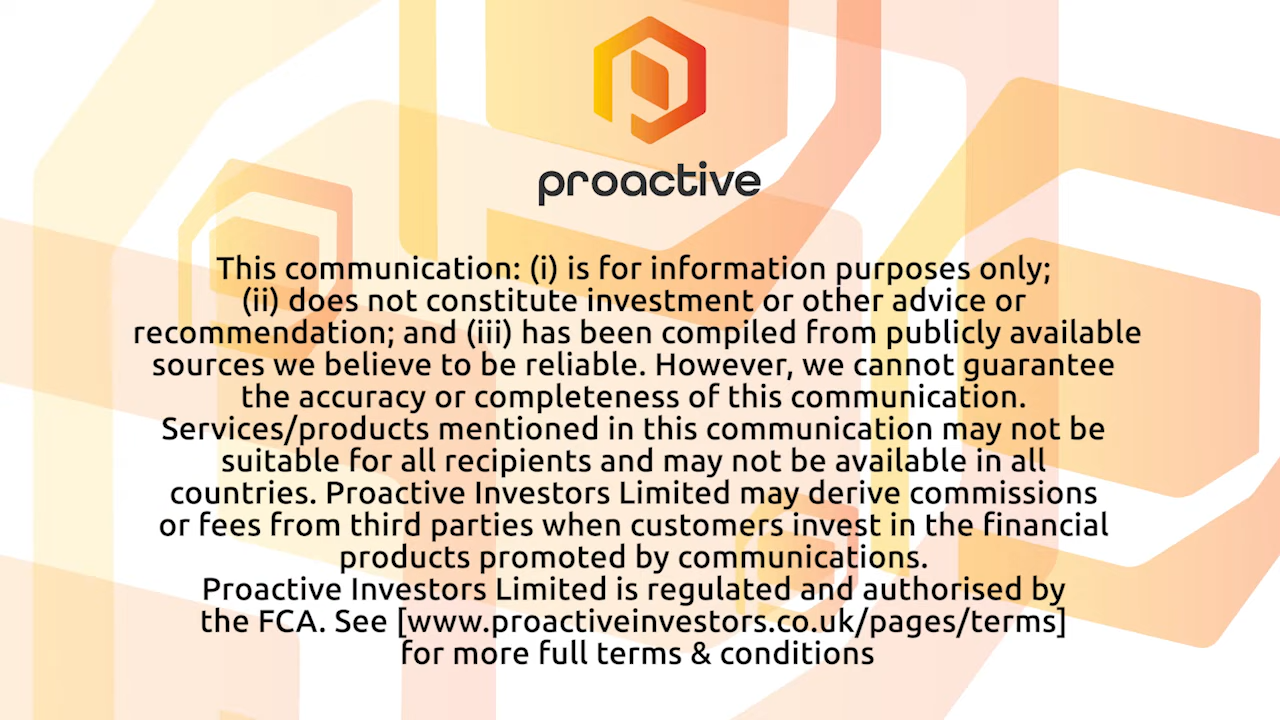 proactive
This communication: (i) is for information purposes only;
(ii) does not constitute investment or other advice or
recommendation; and (iii) has been compiled from publicly available
sources we believe to be reliable. However, we cannot guarantee
the accuracy or completeness of this communication.
Services/products mentioned in this communication may not be
suitable for all recipients and may not be available in all
countries. Proactive Investors Limited may derive commissions
or fees from third parties when customers invest in the financial
products promoted by communications.
Proactive Investors Limited is regulated and authorised by
the FCA. See [www.proactiveinvestors.co.uk/pages/terms]
for more full terms & conditions